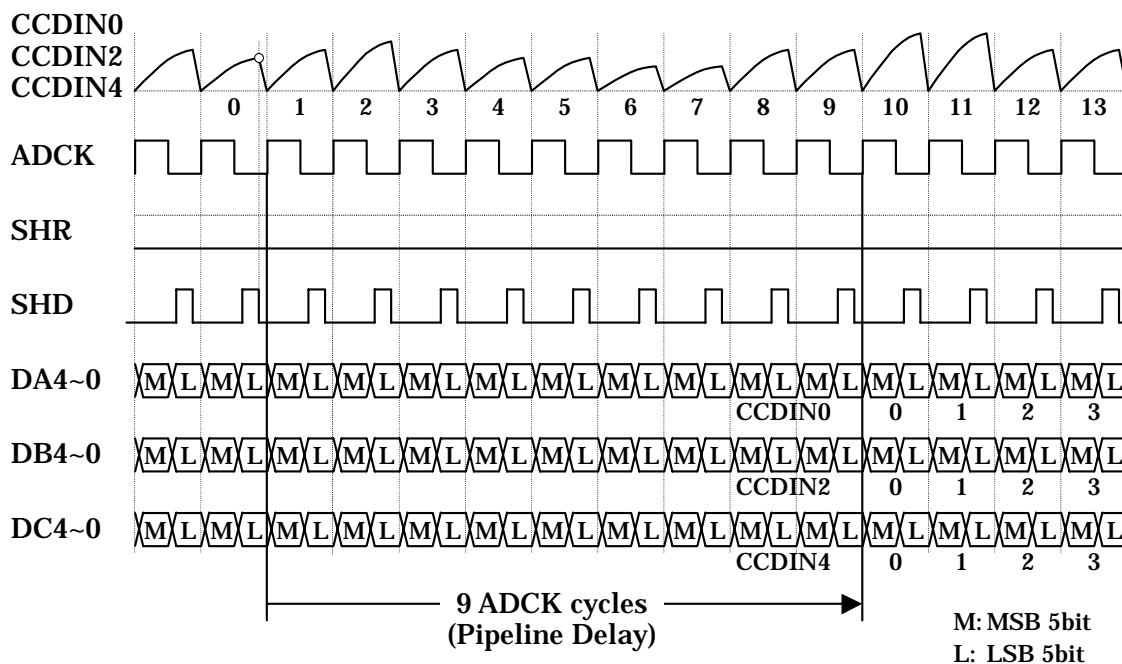 CCDIN0
CCDIN2
CCDIN4
0 1 2 3 4 5 6 7 8 9 10 11 12 13
ADCK
SHR
SHD
DA4~0 M L M L M L M L M L M L M L M L M L M L M L M L M L M L M L
CCDIN0 0 1 2 3
DB4~0 M L M L M L M L M L M L M L M L M L M L M L M L M L M L M L
CCDIN2 0 1 2 3
DC4~0 M L M L M L M L M L M L M L M L M L M L M L M L M L M L M L
CCDIN4 0 1 2 3
9 ADCK cycles
(Pipeline Delay)
M: MSB 5bit
L: LSB 5bit